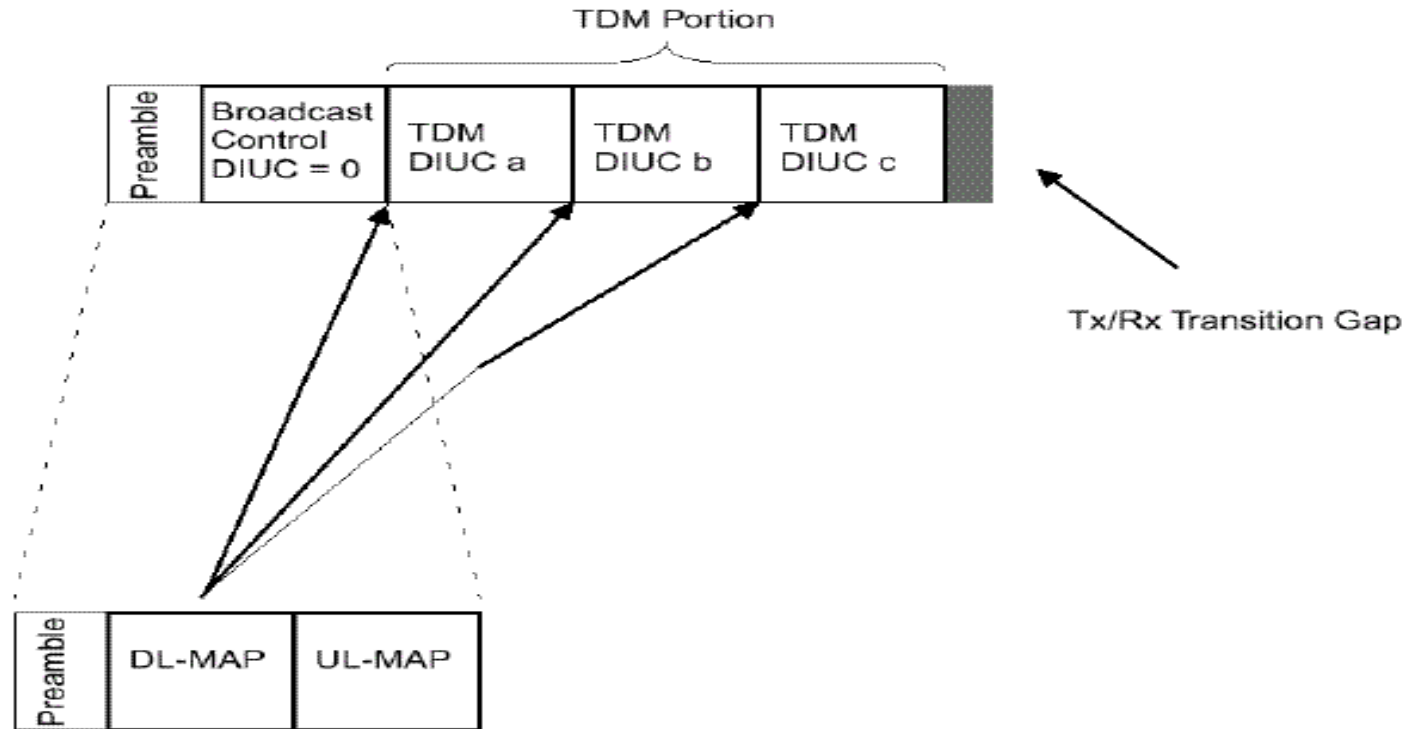 TDM Portion
Preamble
Broadcast
Control
DIUC = 0
TDM
DIUC a
TDM
DIUC b
TDM
DIUC c
Tx/Rx Transition Gap
Preamble
DL-MAP
UL-MAP